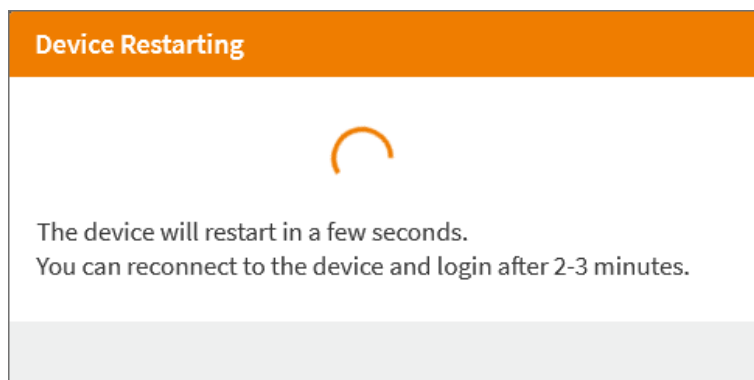 Device Restarting
The device will restart in a few seconds.
You can reconnect to the device and login after 2-3 minutes.